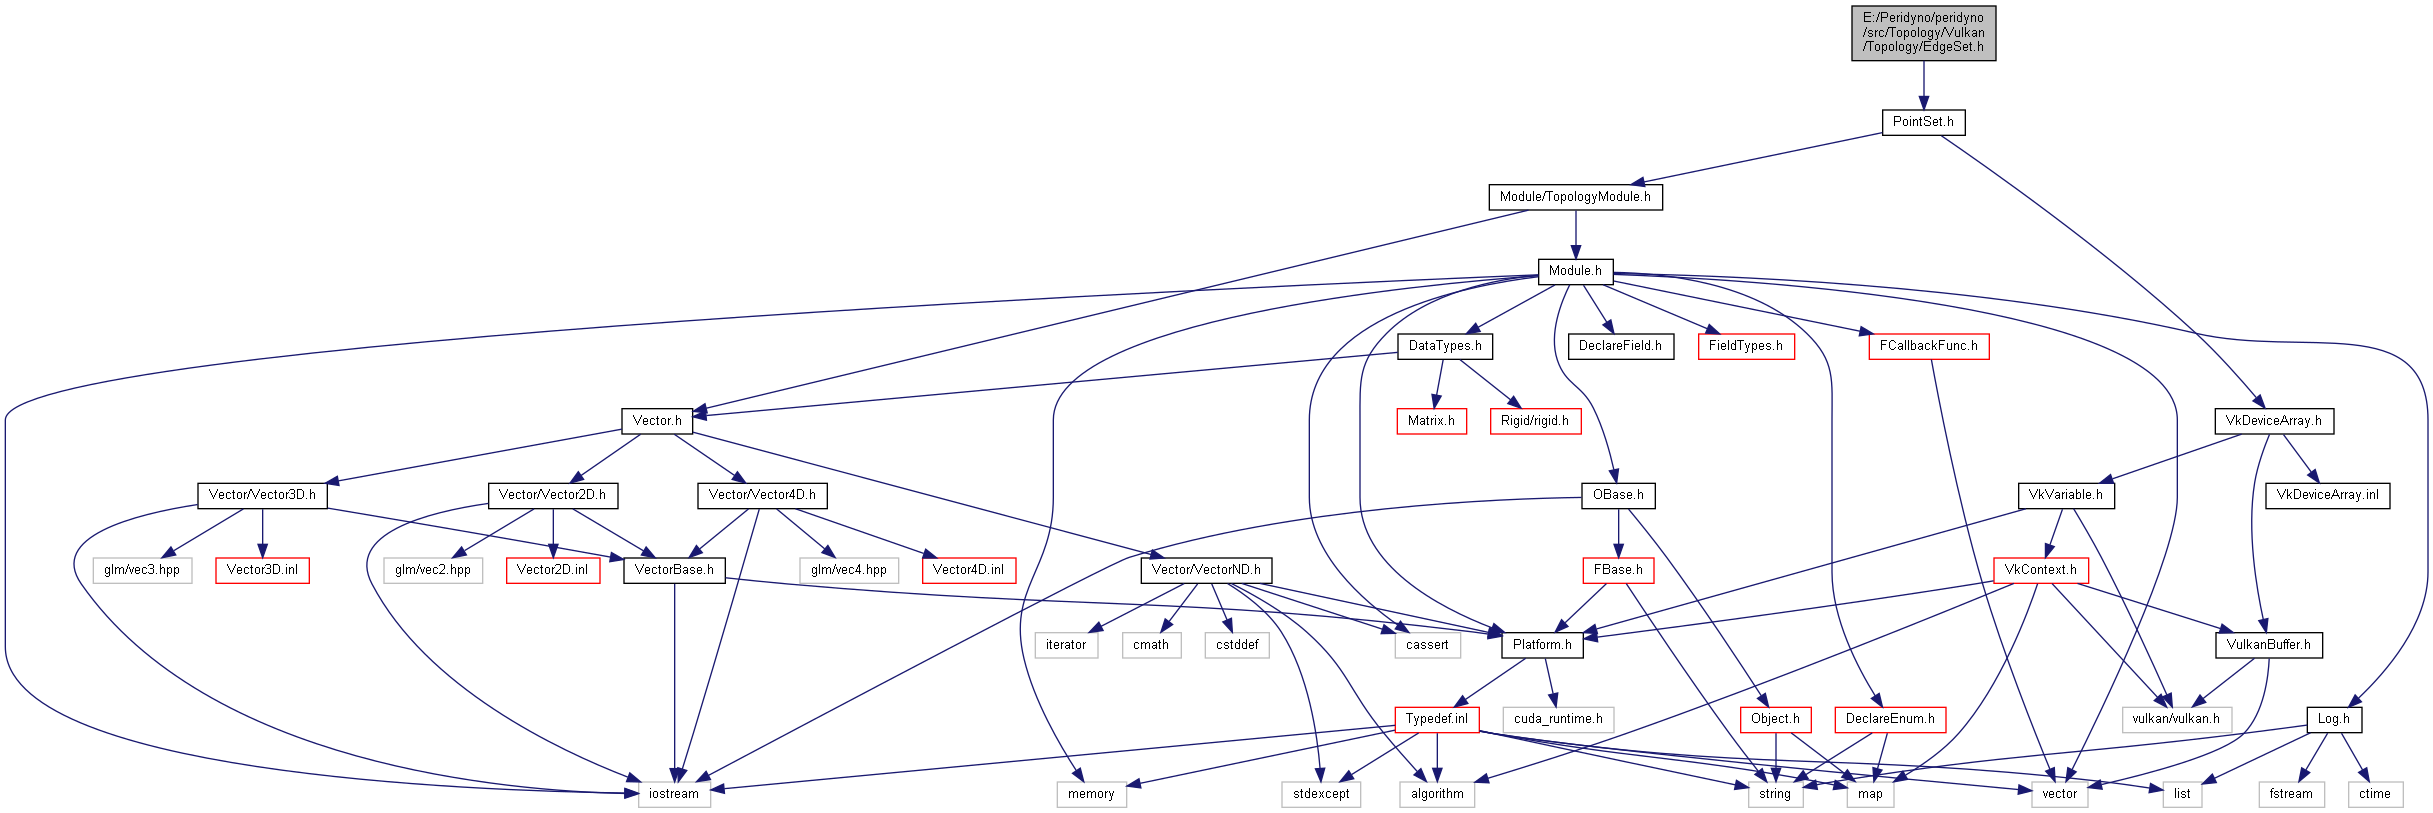 E:/Peridyno/peridyno
/src/Topology/Vulkan
/Topology/EdgeSet.h
PointSet.h
Module/TopologyModule.h
Module.h
DataTypes.h
DeclareField.h
FieldTypes.h
FCallbackFunc.h
Vector.h
Matrix.h
Rigid/rigid.h
VkDeviceArray.h
Vector/Vector3D.h
Vector/Vector2D.h
Vector/Vector4D.h
OBase.h
VkVariable.h
VkDeviceArray.inl
glm/vec3.hpp
Vector3D.inl
glm/vec2.hpp
Vector2D.inl
VectorBase.h
glm/vec4.hpp
Vector4D.inl
Vector/VectorND.h
FBase.h
VkContext.h
iterator
cmath
cstddef
cassert
Platform.h
VulkanBuffer.h
Typedef.inl
cuda_runtime.h
Object.h
DeclareEnum.h
vulkan/vulkan.h
Log.h
iostream
memory
stdexcept
algorithm
string
map
vector
list
fstream
ctime